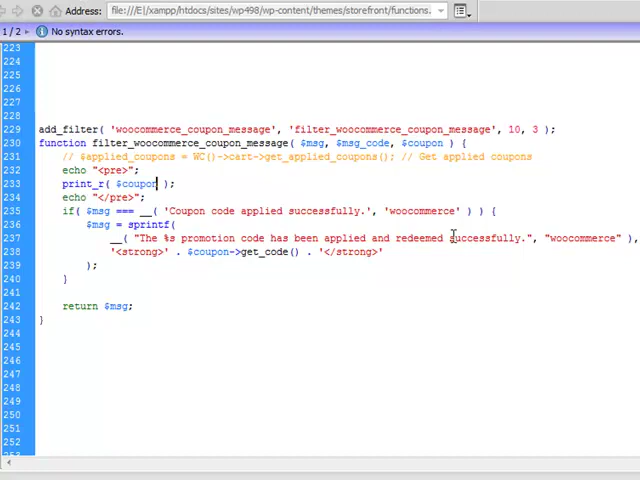 Address: file:///E|/xampp/htdocs/sites/wp498/wp-content/themes/storefront/functions.
1 / 2 No syntax errors.
223
224
225
226
227
228
229 add_filter( 'woocommerce_coupon_message', 'filter_woocommerce_coupon_message', 10, 3 );
230 function filter_woocommerce_coupon_message( $msg, $msg_code, $coupon ) {
231 // $applied_coupons = WC()->cart->get_applied_coupons(); // Get applied coupons
232 echo "<pre>";
233 print_r( $coupon );
234 echo "</pre>";
235 if( $msg === __( 'Coupon code applied successfully.', 'woocommerce' ) ) {
236 $msg = sprintf(
237 __( "The %s promotion code has been applied and redeemed successfully.", "woocommerce" ),
238 '<strong>' . $coupon->get_code() . '</strong>'
239 );
240 }
241
242 return $msg;
243 }
244
245
246
247
248
249
250
251
252
253